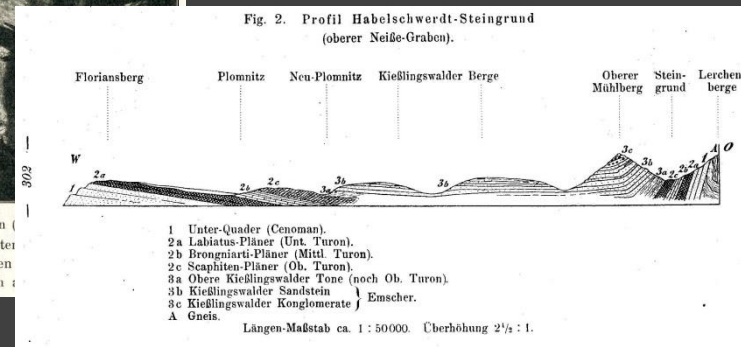 Fig. 2. Profil Habelschwerdt-Steingrund
(oberer Neiße-Graben).
Floriansberg Plomnitz Neu-Plomnitz Kießlingswalder Berge Oberer Mühlberg Stein-grund Lerchen berge
— 302 —
W
1 2a 2b 2c 3a 3b 3b 3c 3b 3a 2c 2b 2a 1 A O
1 Unter-Quader (Cenoman).
2a Labiatus-Pläner (Unt. Turon).
2b Brongniarti-Pläner (Mittl. Turon).
2c Scaphiten-Pläner (Ob. Turon).
3a Obere Kießlingswalder Tone (noch Ob. Turon).
3b Kießlingswalder Sandstein
3c Kießlingswalder Konglomerate } Emscher.
A Gneis.
Längen-Maßstab ca. 1 : 50000. Überhöhung 2½ : 1.